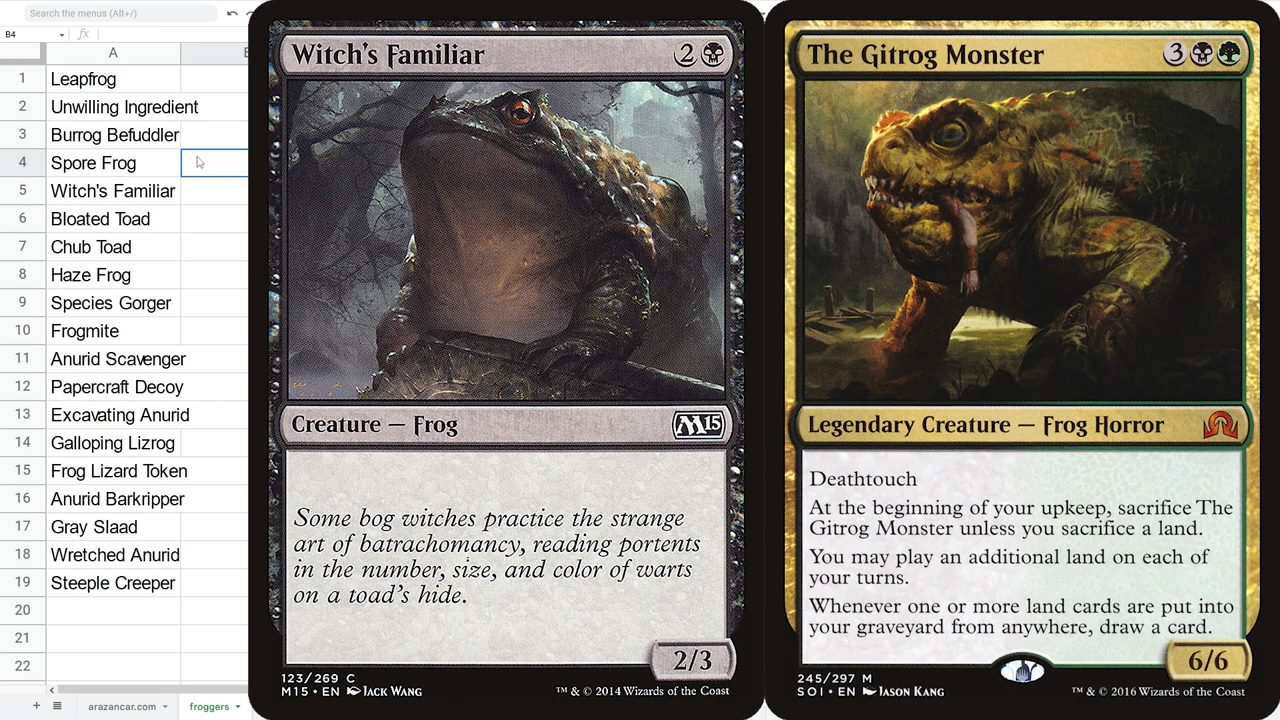 Search the menus (Alt+/)
B4
fx
A
1 Leapfrog
2 Unwilling Ingredient
3 Burrog Befuddler
4 Spore Frog
5 Witch's Familiar
6 Bloated Toad
7 Chub Toad
8 Haze Frog
9 Species Gorger
10 Frogmite
11 Anurid Scavenger
12 Papercraft Decoy
13 Excavating Anurid
14 Galloping Lizrog
15 Frog Lizard Token
16 Anurid Barkripper
17 Gray Slaad
18 Wretched Anurid
19 Steeple Creeper
20
21
22
arazancar.com
froggers
Witch's Familiar 2
Creature — Frog
M15
Some bog witches practice the strange
art of batrachomancy, reading portents
in the number, size, and color of warts
on a toad's hide.
2/3
123/269 C
M15 • EN Jack Wang
™ & © 2014 Wizards of the Coast
The Gitrog Monster 3
Legendary Creature — Frog Horror
Deathtouch
At the beginning of your upkeep, sacrifice The
Gitrog Monster unless you sacrifice a land.
You may play an additional land on each of
your turns.
Whenever one or more land cards are put into
your graveyard from anywhere, draw a card.
6/6
245/297 M
SOI • EN Jason Kang
™ & © 2016 Wizards of the Coast